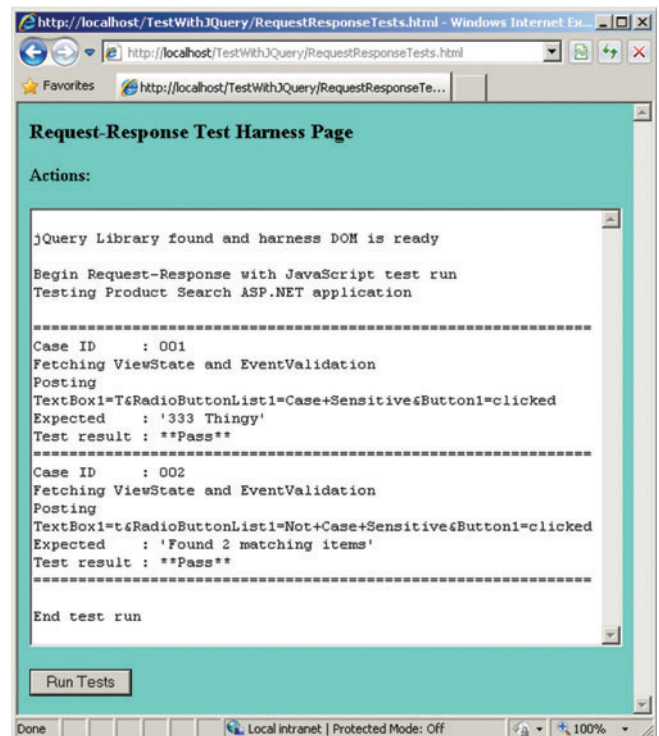 http://localhost/TestWithJQuery/RequestResponseTests.html - Windows Internet Ex...
http://localhost/TestWithJQuery/RequestResponseTests.html
Favorites
http://localhost/TestWithJQuery/RequestResponseTe...
Request-Response Test Harness Page
Actions:
jQuery Library found and harness DOM is ready
Begin Request-Response with JavaScript test run
Testing Product Search ASP.NET application
==============================================================
Case ID : 001
Fetching ViewState and EventValidation
Posting
TextBox1=T&RadioButtonList1=Case+Sensitive&Button1=clicked
Expected : '333 Thingy'
Test result : **Pass**
==============================================================
Case ID : 002
Fetching ViewState and EventValidation
Posting
TextBox1=t&RadioButtonList1=Not+Case+Sensitive&Button1=clicked
Expected : 'Found 2 matching items'
Test result : **Pass**
==============================================================
End test run
Run Tests
Done
Local intranet | Protected Mode: Off
100%